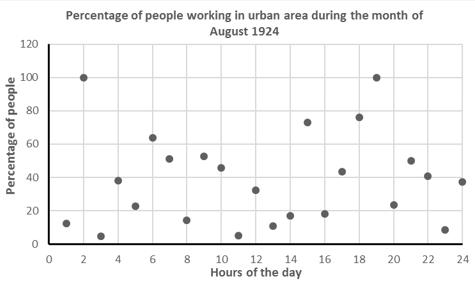 Percentage of people working in urban area during the month of
August 1924
120
100
80
60
40
20
0
Percentage of people
0 2 4 6 8 10 12 14 16 18 20 22 24
Hours of the day